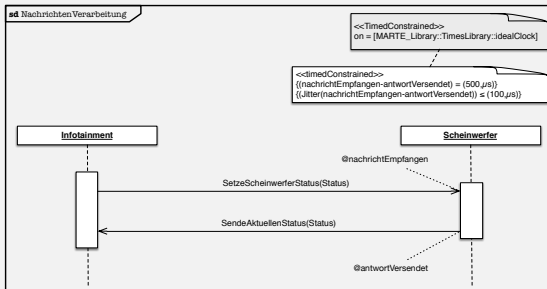 sd NachrichtenVerarbeitung
<<TimedConstrained>>
on = [MARTE_Library::TimesLibrary::idealClock]
<<timedConstrained>>
{(nachrichtEmpfangen-antwortVersendet) = (500,µs)}
{(Jitter(nachrichtEmpfangen-antwortVersendet)) ≤ (100,µs)}
Infotainment
Scheinwerfer
@nachrichtEmpfangen
SetzeScheinwerferStatus(Status)
SendeAktuellenStatus(Status)
@antwortVersendet